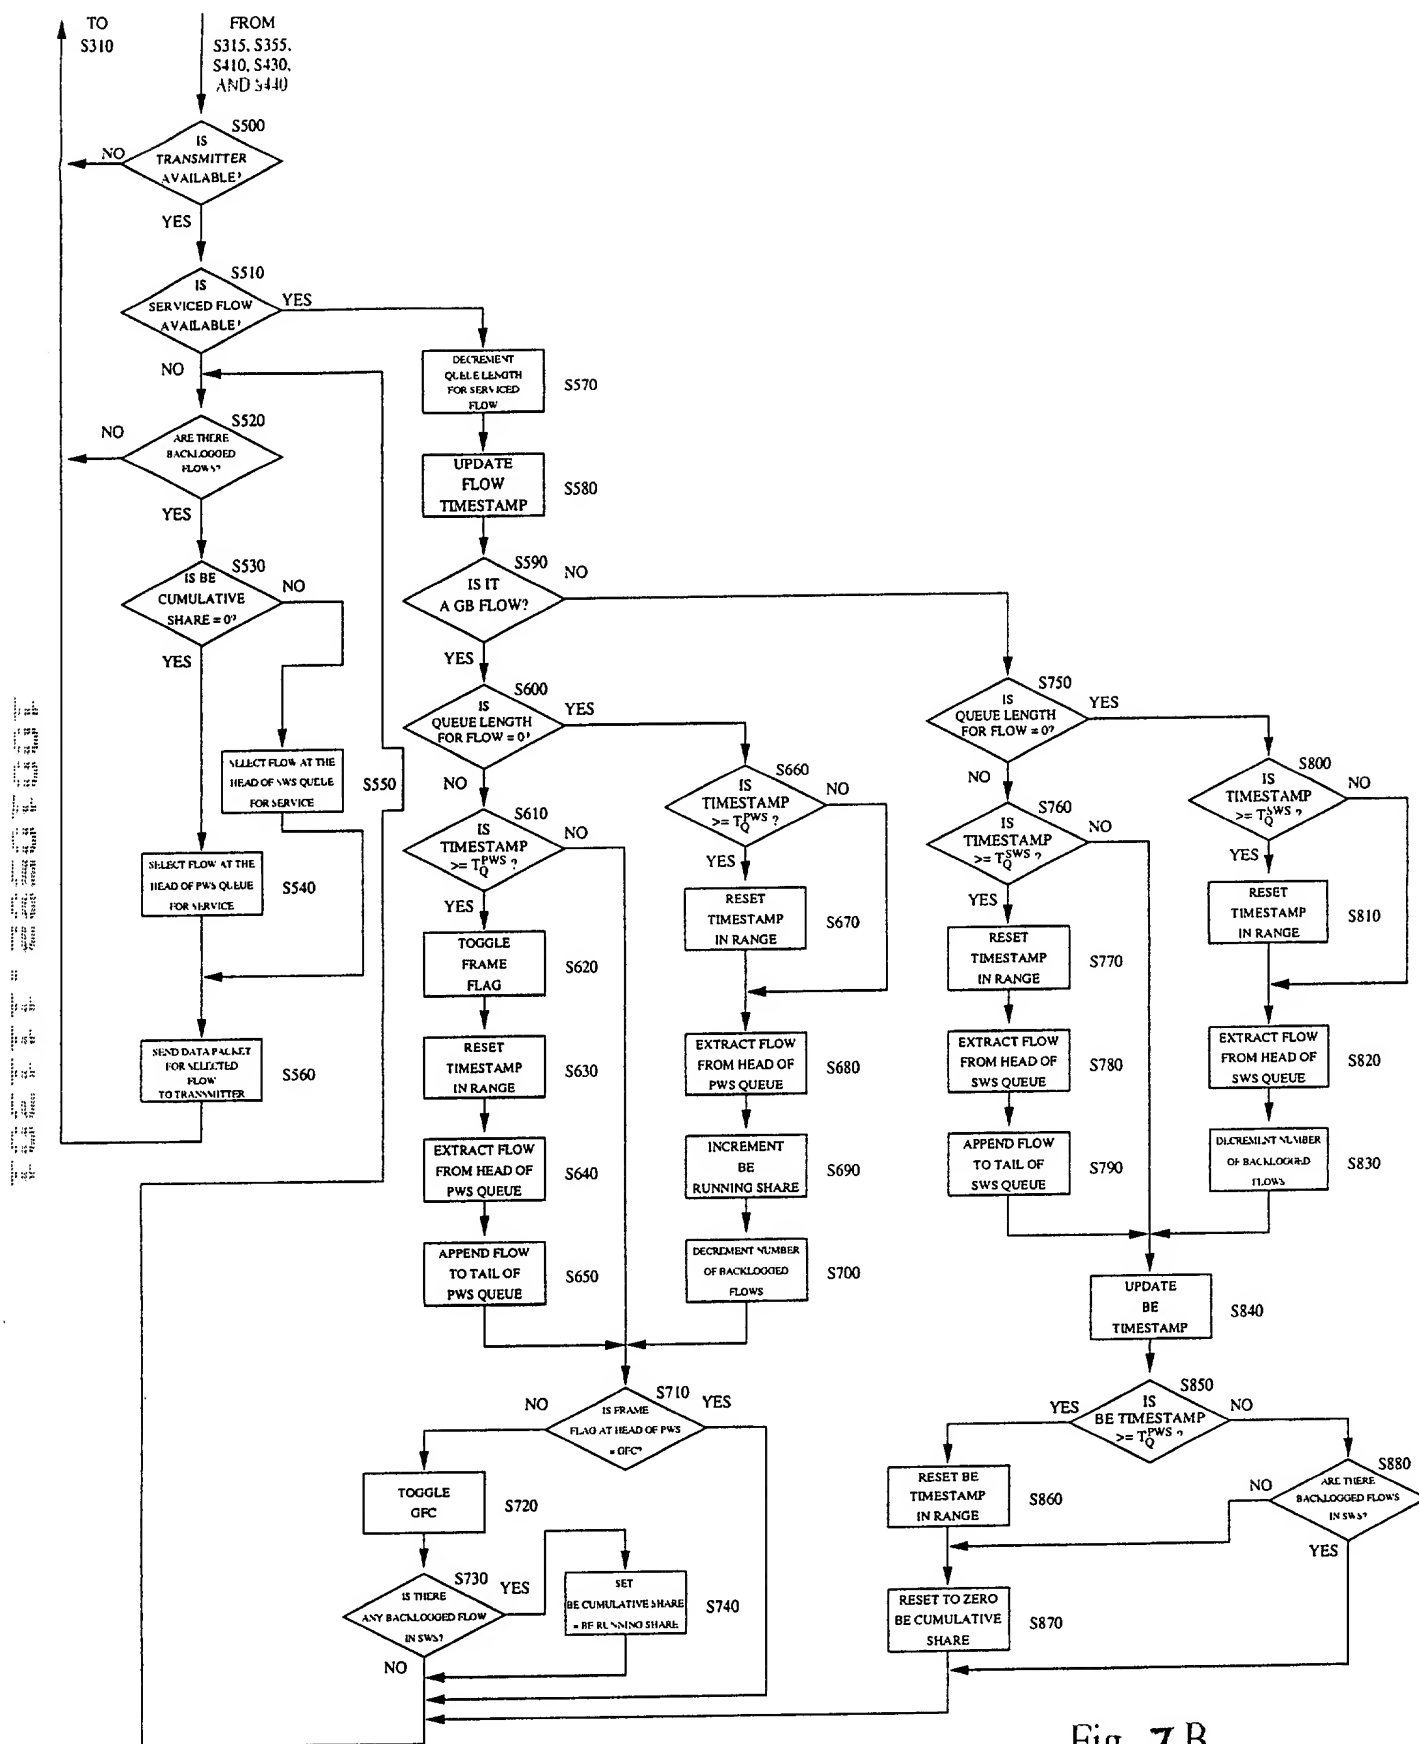 TO
S310
FROM
S315, S355,
S410, S430,
AND S440
S500
IS
TRANSMITTER
AVAILABLE?
NO
YES
S510
IS
SERVICED FLOW
AVAILABLE?
YES
NO
S520
ARE THERE
BACKLOGGED
FLOWS?
NO
YES
S530
IS BE
CUMULATIVE
SHARE = 0?
NO
YES
SELECT FLOW AT THE
HEAD OF SWS QUEUE
FOR SERVICE
S550
SELECT FLOW AT THE
HEAD OF PWS QUEUE
FOR SERVICE
S540
SEND DATA PACKET
FOR SELECTED
FLOW
TO TRANSMITTER
S560
DECREMENT
QUEUE LENGTH
FOR SERVICED
FLOW
S570
UPDATE
FLOW
TIMESTAMP
S580
S590
IS IT
A GB FLOW?
NO
YES
S600
IS
QUEUE LENGTH
FOR FLOW = 0?
YES
NO
S610
IS
TIMESTAMP
>= T_Q^PWS ?
NO
YES
TOGGLE
FRAME
FLAG
S620
RESET
TIMESTAMP
IN RANGE
S630
EXTRACT FLOW
FROM HEAD OF
PWS QUEUE
S640
APPEND FLOW
TO TAIL OF
PWS QUEUE
S650
S660
IS
TIMESTAMP
>= T_Q^PWS ?
NO
YES
RESET
TIMESTAMP
IN RANGE
S670
EXTRACT FLOW
FROM HEAD OF
PWS QUEUE
S680
INCREMENT
BE
RUNNING SHARE
S690
DECREMENT NUMBER
OF BACKLOGGED
FLOWS
S700
S710
IS FRAME
FLAG AT HEAD OF PWS
= GFC?
NO
YES
TOGGLE
GFC
S720
S730
IS THERE
ANY BACKLOGGED FLOW
IN SWS?
YES
NO
SET
BE CUMULATIVE SHARE
= BE RUNNING SHARE
S740
S750
IS
QUEUE LENGTH
FOR FLOW = 0?
YES
NO
S760
IS
TIMESTAMP
>= T_Q^SWS ?
NO
YES
RESET
TIMESTAMP
IN RANGE
S770
EXTRACT FLOW
FROM HEAD OF
SWS QUEUE
S780
APPEND FLOW
TO TAIL OF
SWS QUEUE
S790
S800
IS
TIMESTAMP
>= T_Q^SWS ?
NO
YES
RESET
TIMESTAMP
IN RANGE
S810
EXTRACT FLOW
FROM HEAD OF
SWS QUEUE
S820
DECREMENT NUMBER
OF BACKLOGGED
FLOWS
S830
UPDATE
BE
TIMESTAMP
S840
S850
IS
BE TIMESTAMP
>= T_Q^PWS ?
YES
NO
RESET BE
TIMESTAMP
IN RANGE
S860
RESET TO ZERO
BE CUMULATIVE
SHARE
S870
S880
ARE THERE
BACKLOGGED FLOWS
IN SWS?
NO
YES
Fig. 7B